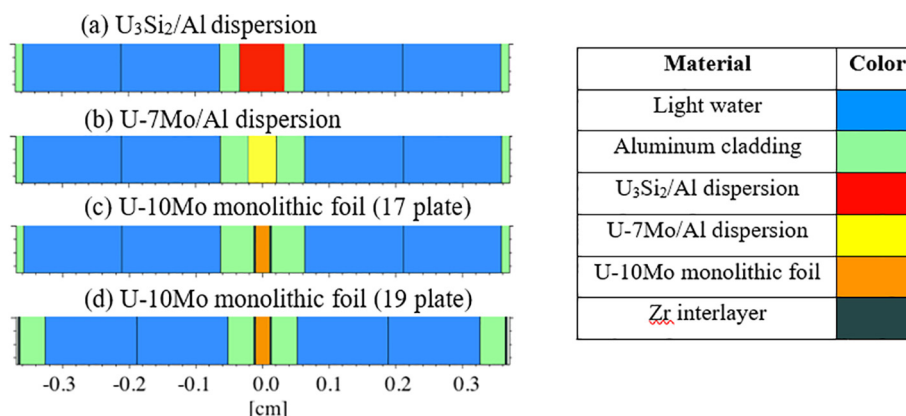 (a) U₃Si₂/Al dispersion
(b) U-7Mo/Al dispersion
(c) U-10Mo monolithic foil (17 plate)
(d) U-10Mo monolithic foil (19 plate)
-0.3 -0.2 -0.1 0.0 0.1 0.2 0.3
[cm]
Material Color
Light water
Aluminum cladding
U₃Si₂/Al dispersion
U-7Mo/Al dispersion
U-10Mo monolithic foil
Zr interlayer